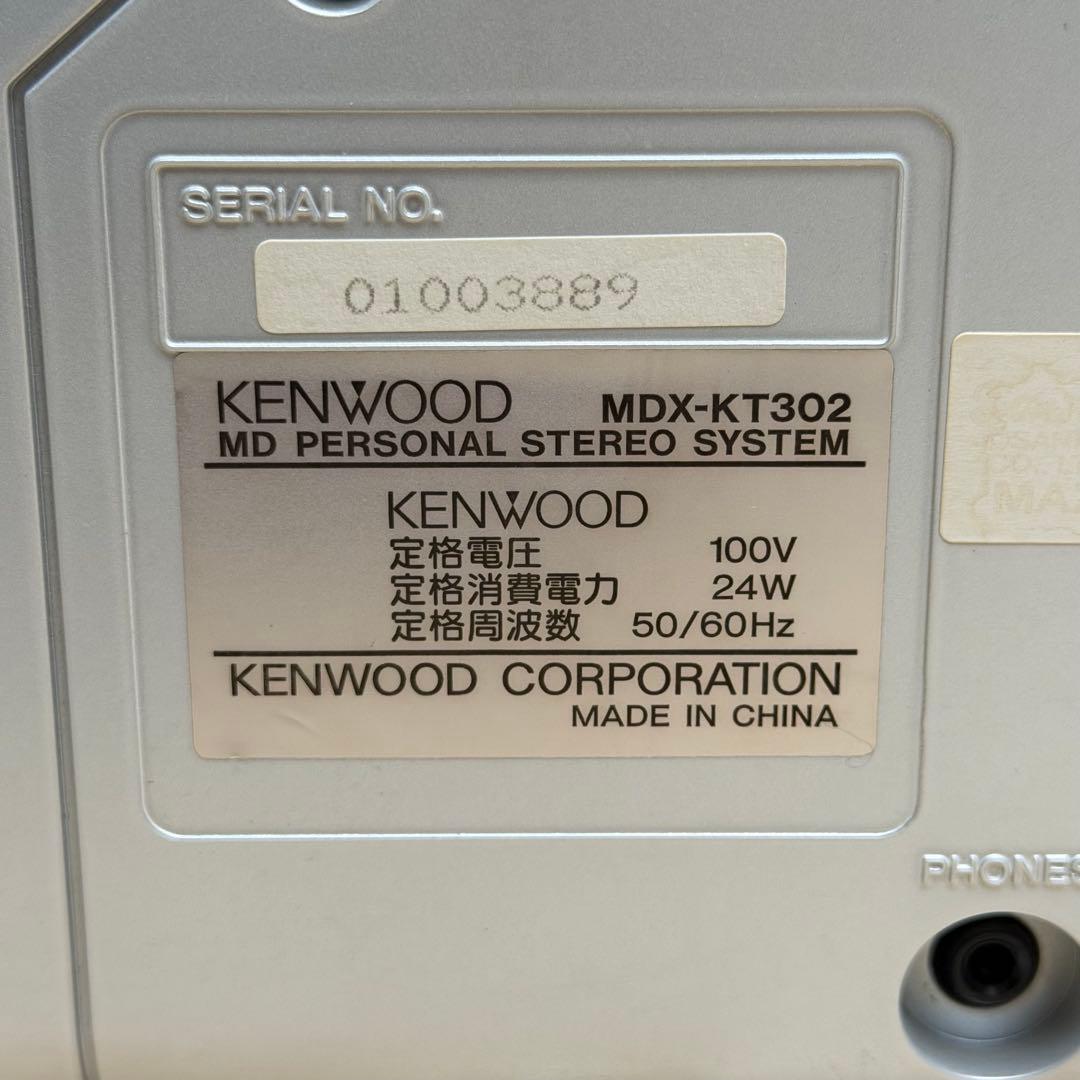 SERIAL NO.
01003889
KENWOOD MDX-KT302
MD PERSONAL STEREO SYSTEM
KENWOOD
定格電圧 100V
定格消費電力 24W
定格周波数 50/60Hz
KENWOOD CORPORATION
MADE IN CHINA
PHONES